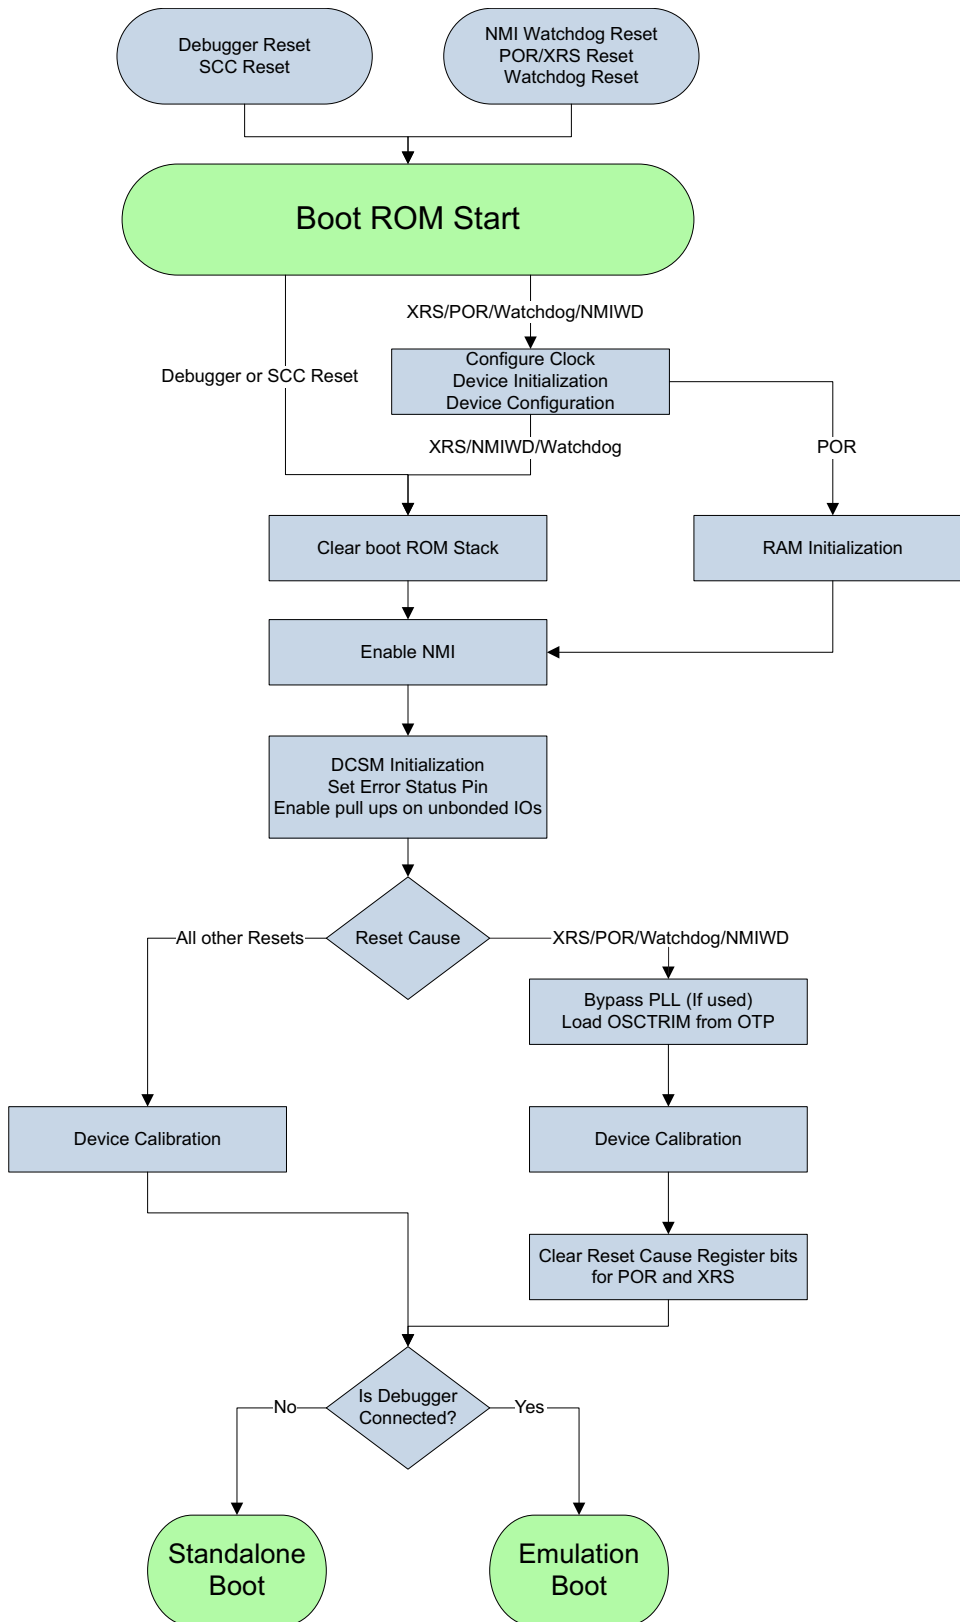 Debugger Reset
SCC Reset
NMI Watchdog Reset
POR/XRS Reset
Watchdog Reset
Boot ROM Start
XRS/POR/Watchdog/NMIWD
Debugger or SCC Reset
Configure Clock
Device Initialization
Device Configuration
XRS/NMIWD/Watchdog
POR
Clear boot ROM Stack
RAM Initialization
Enable NMI
DCSM Initialization
Set Error Status Pin
Enable pull ups on unbonded IOs
All other Resets
Reset Cause
XRS/POR/Watchdog/NMIWD
Bypass PLL (If used)
Load OSCTRIM from OTP
Device Calibration
Device Calibration
Clear Reset Cause Register bits
for POR and XRS
Is Debugger
Connected?
No
Yes
Standalone
Boot
Emulation
Boot